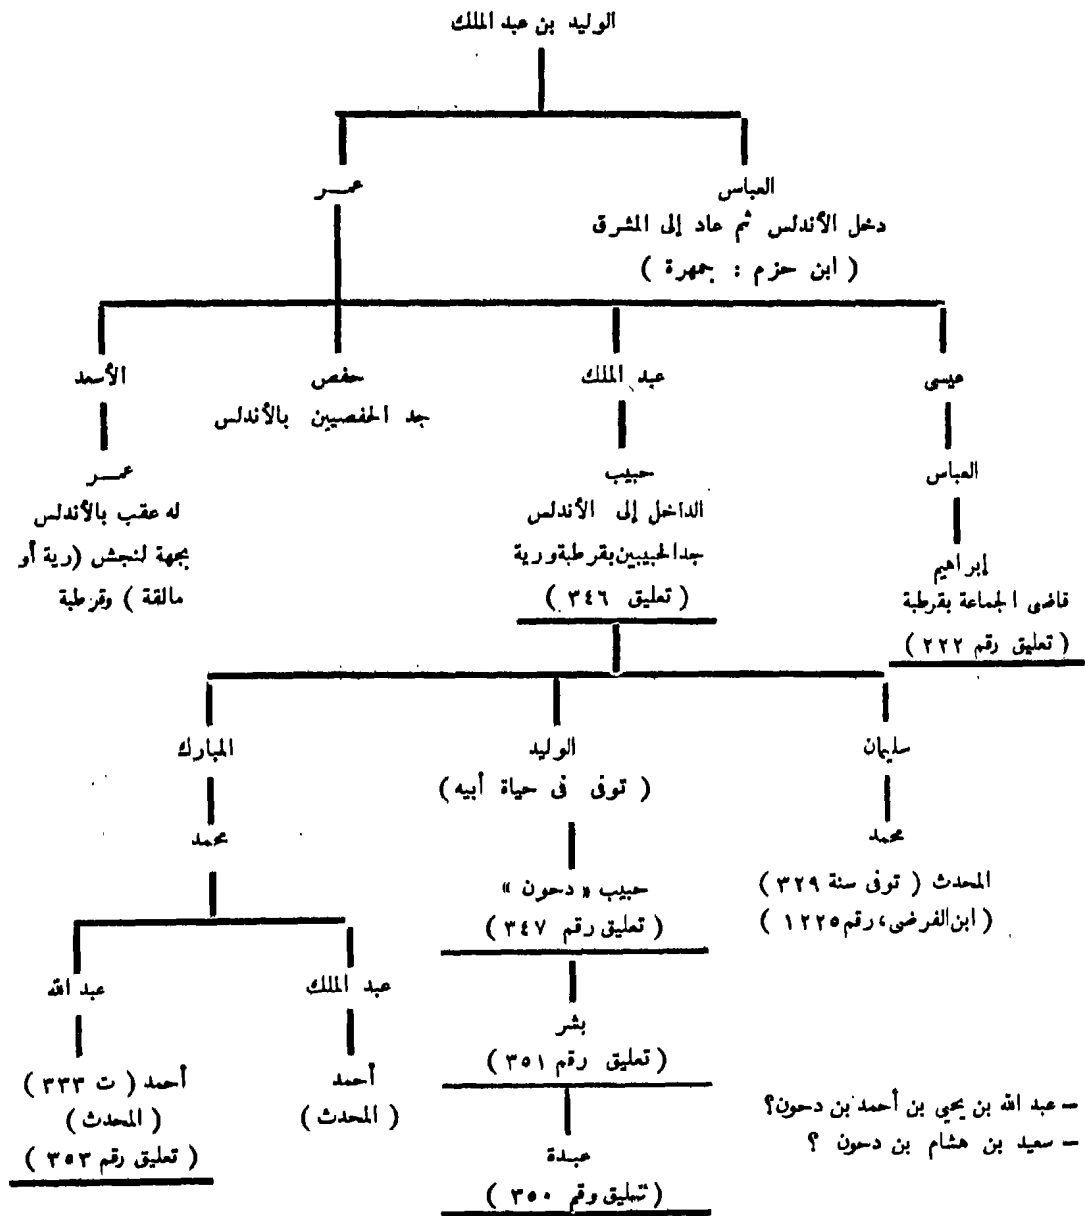 الوليد بن عبد الملك
العباس
دخل الأندلس ثم عاد إلى المشرق
( ابن حزم : جمهرة )
عمـــر
عيسى
عبد الملك
حفص
جد الحفصيين بالأندلس
الأسعد
العباس
إبراهيم
قاضى الجماعة بقرطبة
( تعليق رقم ٢٢٢ )
حبيب
الداخل إلى الأندلس
جد الحبيبين بقرطبة ورية
( تعليق ٣٤٦ )
عمـــر
له عقب بالأندلس
بجهة لنجش (رية أو
مالقة ) وقرطبة
سليمان
الوليد
( توفى فى حياة أبيه )
المبارك
محمد
المحدث ( توفى سنة ٣٢٩ )
( ابن الفرضى، رقم ١٢٢٥ )
حبيب « دحون »
( تعليق رقم ٣٤٧ )
محمد
بشر
( تعليق رقم ٣٥١ )
عبدة
( تعليق رقم ٣٥٠ )
عبد الملك
أحمد
( المحدث )
عبد الله
أحمد ( ت ٣٣٣ )
( المحدث )
( تعليق رقم ٣٥٣ )
– عبد الله بن يحي بن أحمد بن دحون؟
– سعيد بن هشام بن دحون ؟